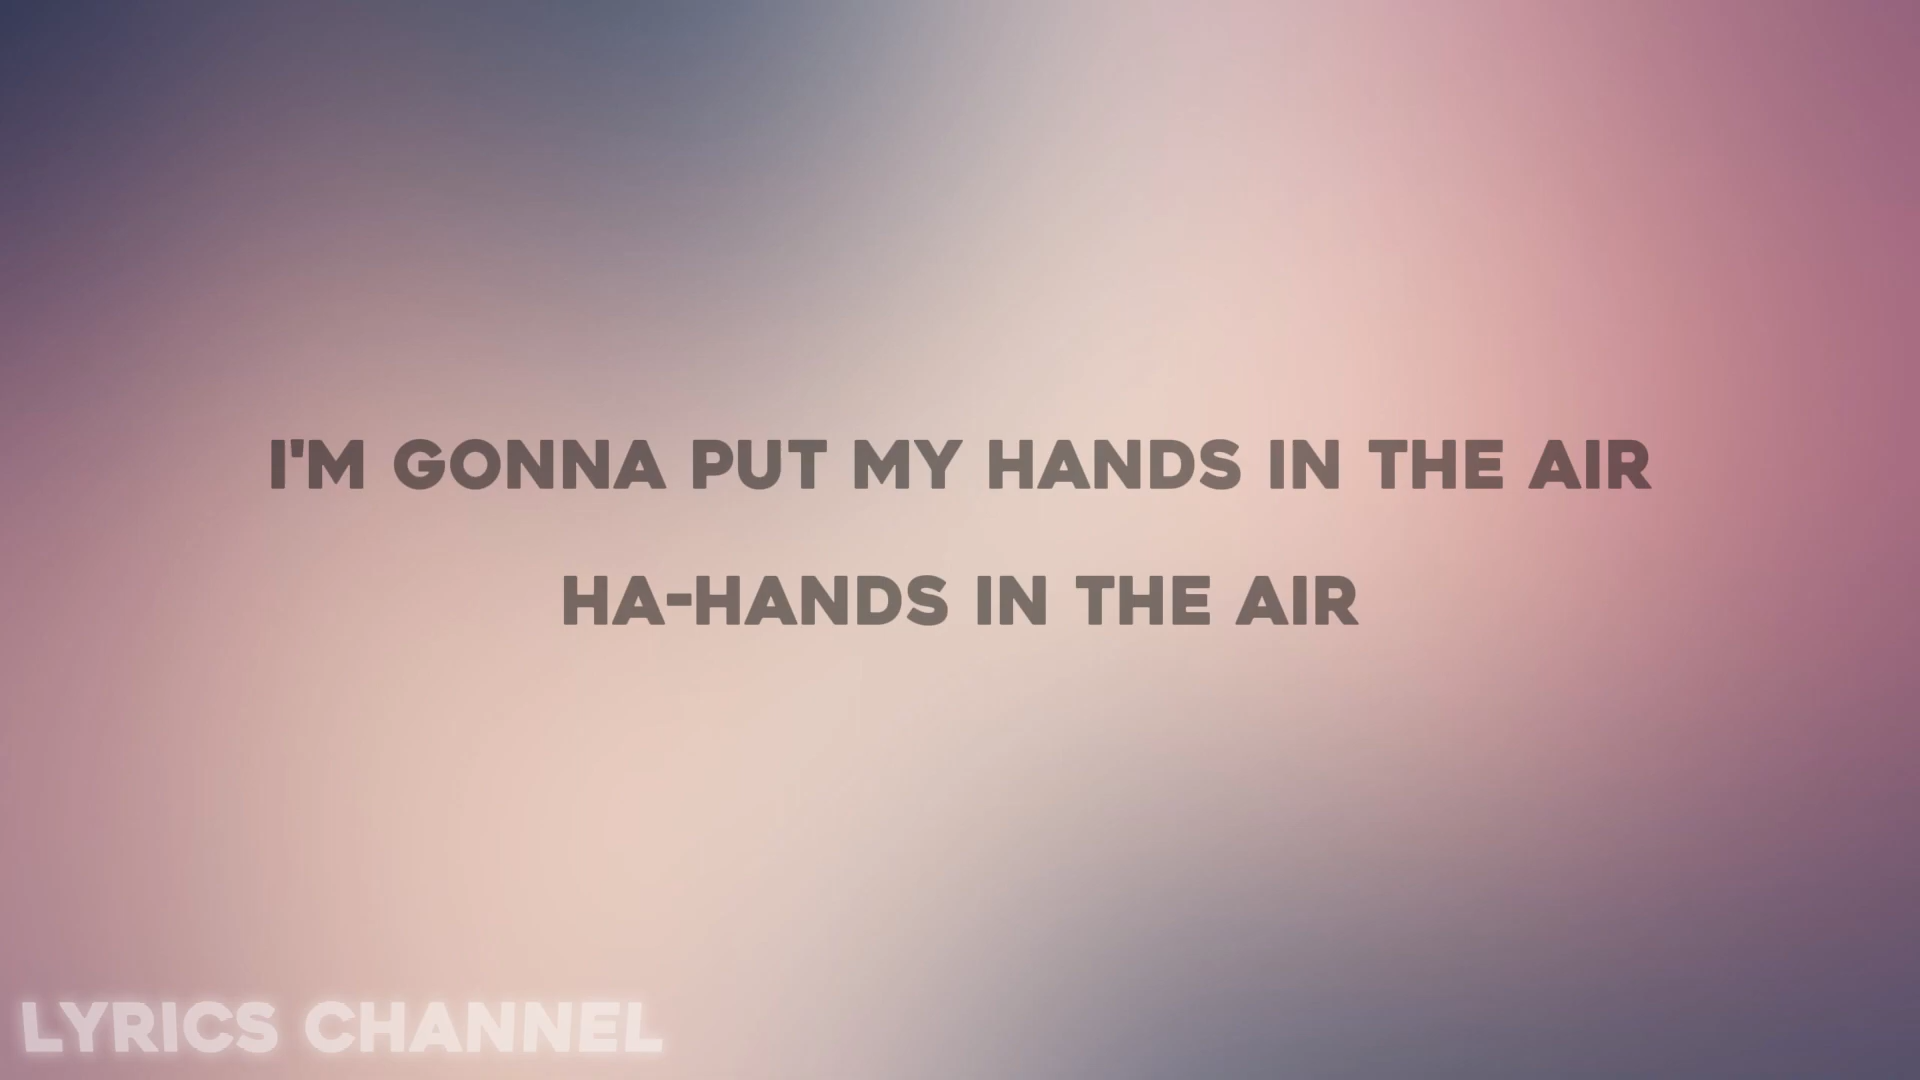 I'M GONNA PUT MY HANDS IN THE AIR
HA-HANDS IN THE AIR
LYRICS CHANNEL